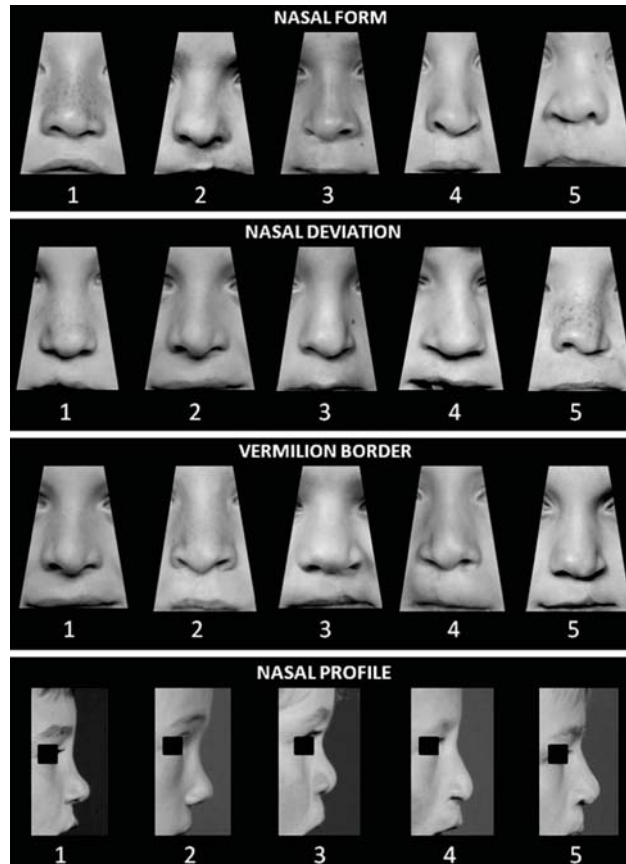 NASAL FORM
1 2 3 4 5
NASAL DEVIATION
1 2 3 4 5
VERMILION BORDER
1 2 3 4 5
NASAL PROFILE
1 2 3 4 5